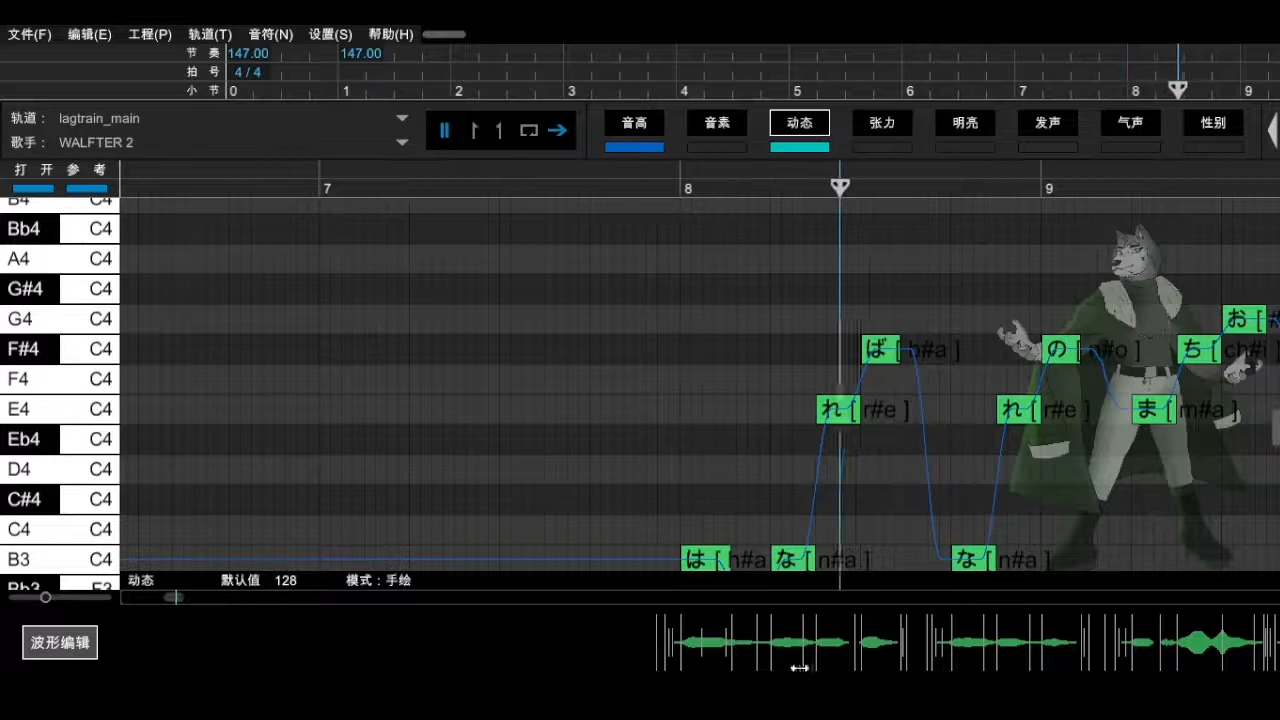 文件(F) 编辑(E) 工程(P) 轨道(T) 音符(N) 设置(S) 帮助(H)
节 奏 147.00 147.00
拍 号 4 / 4
小 节 0 1 2 3 4 5 6 7 8 9
轨道： lagtrain_main
歌手： WALFTER 2
音高 音素 动态 张力 明亮 发声 气声 性别
打 开 参 考
7 8 9
B4 C4
Bb4 C4
A4 C4
G#4 C4
G4 C4 お [
F#4 C4 ば [ b#a ] の [ n#o ] ち [ ch#i
F4 C4
E4 C4 れ [ r#e ] れ [ r#e ] ま [ m#a ]
Eb4 C4
D4 C4
C#4 C4
C4 C4
B3 C4 は [ h#a な [ n#a ] な [ n#a ]
Bb3
动态 默认值 128 模式：手绘
波形编辑